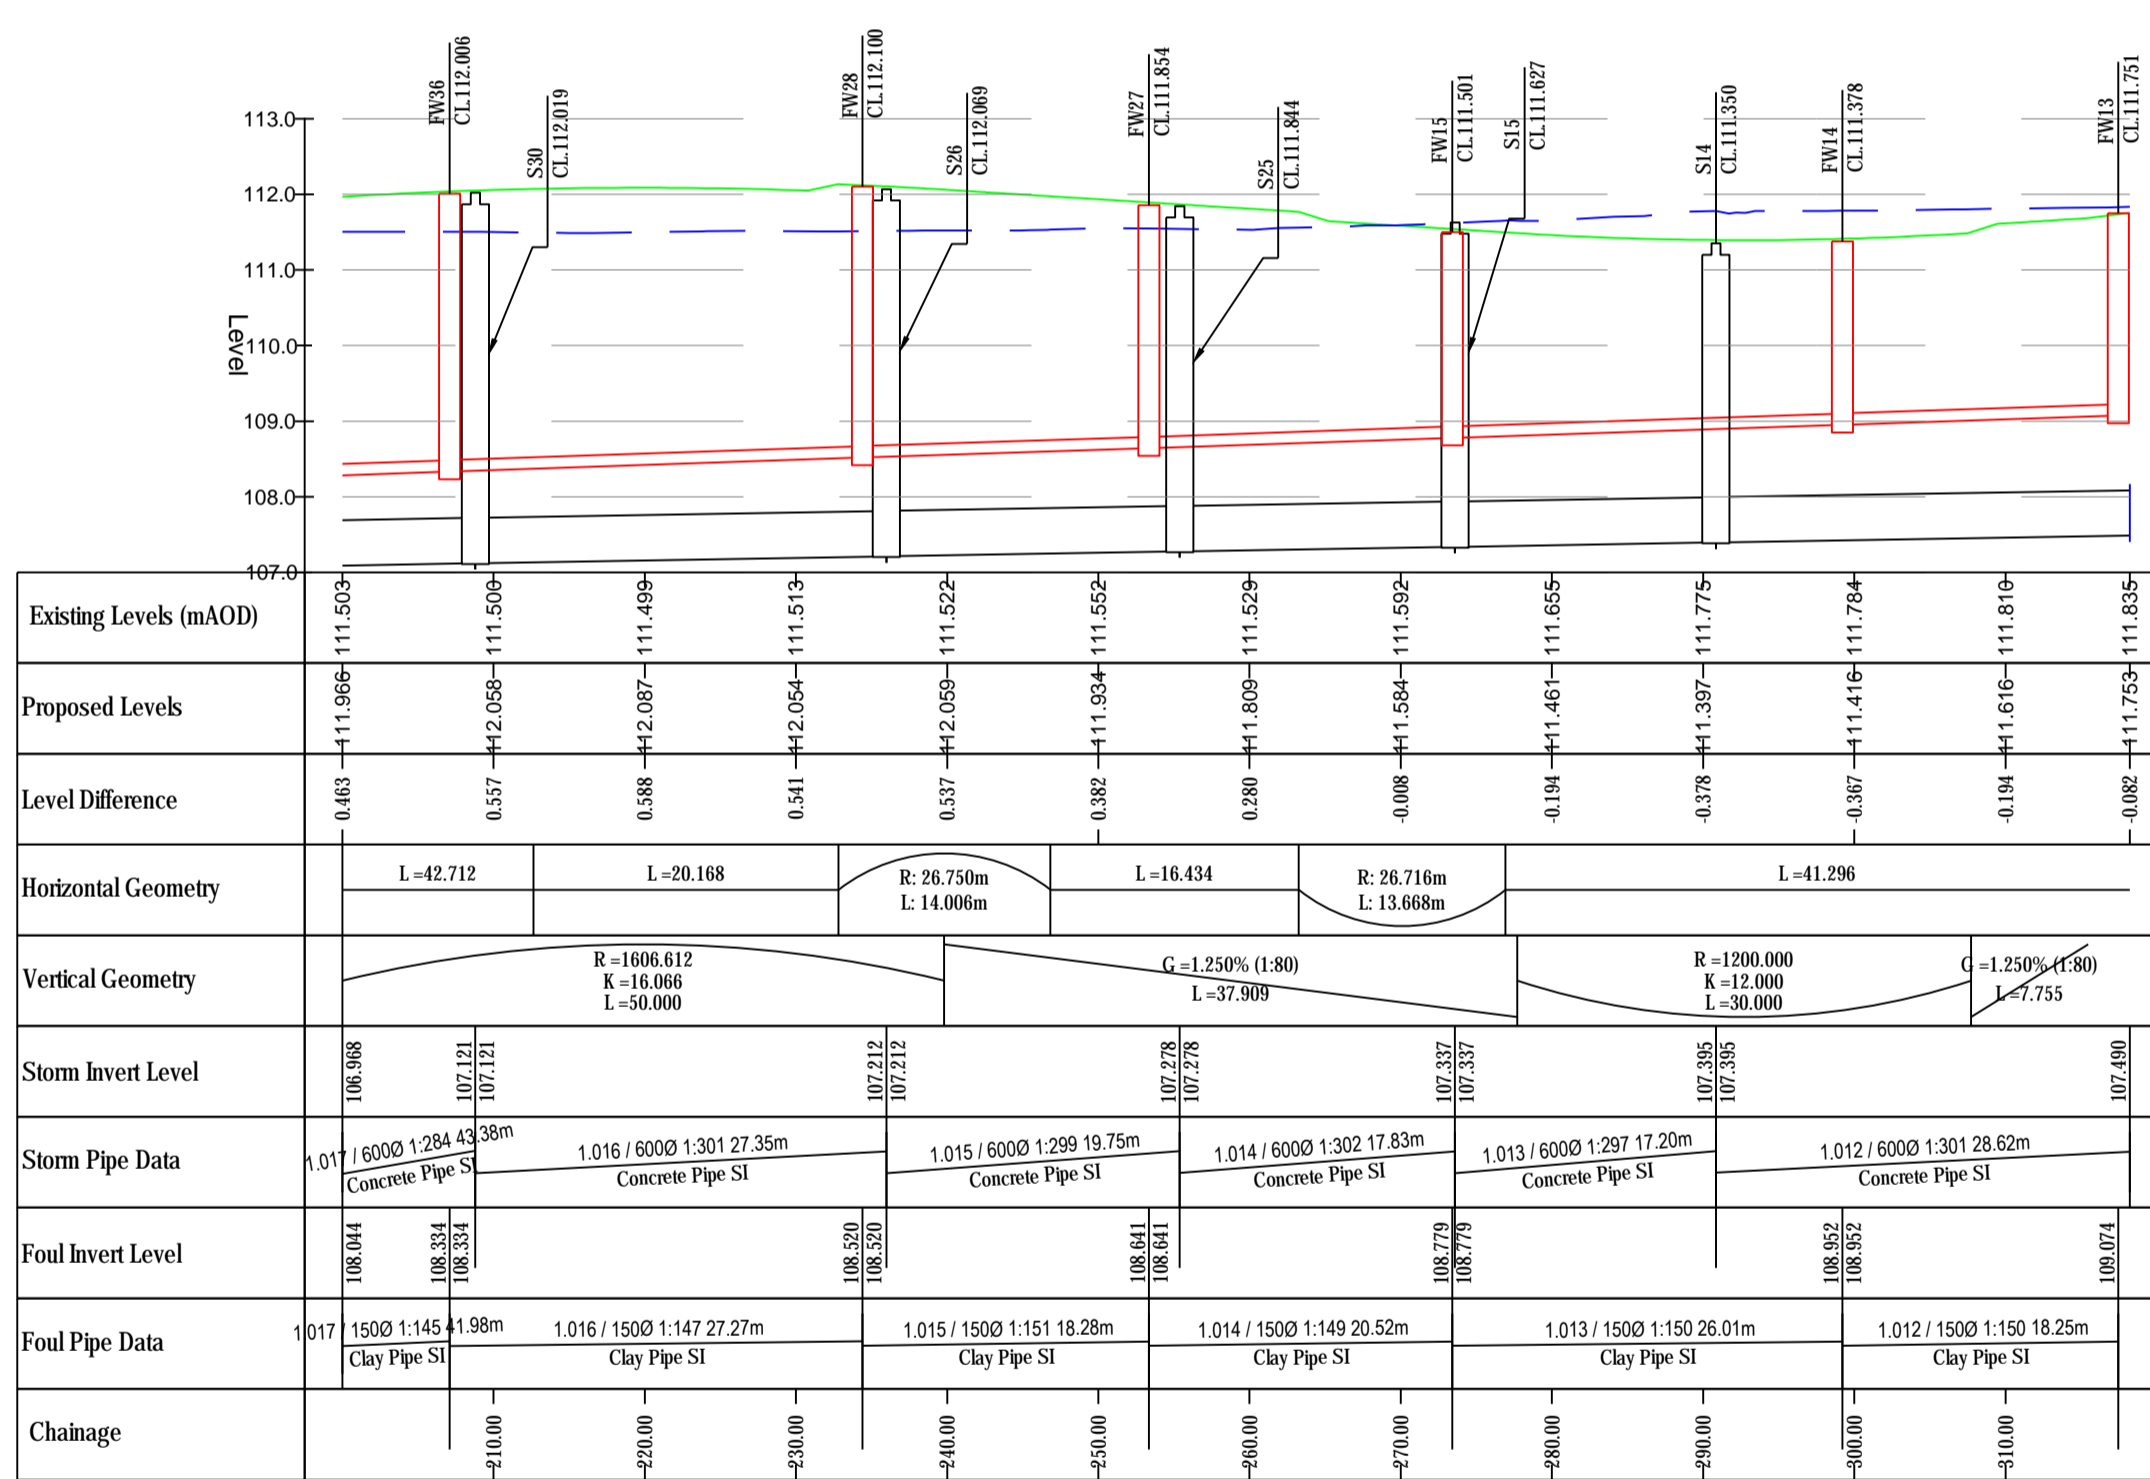 FW36
CL.112.006
S30
CL.112.019
FW28
CL.112.100
S26
CL.112.069
FW27
CL.111.854
S25
CL.111.844
FW15
CL.111.501
S15
CL.111.627
S14
CL.111.350
FW14
CL.111.378
FW13
CL.111.751
113.0
112.0
111.0
110.0
109.0
108.0
107.0
Level
Existing Levels (mAOD)
111.503
111.500
111.499
111.513
111.522
111.552
111.529
111.592
111.655
111.775
111.784
111.810
111.835
Proposed Levels
111.966
112.058
112.087
112.054
112.059
111.934
111.809
111.584
111.461
111.397
111.416
111.616
111.753
Level Difference
0.463
0.557
0.588
0.541
0.537
0.382
0.280
-0.008
-0.194
-0.378
-0.367
-0.194
-0.082
Horizontal Geometry
L =42.712
L =20.168
R: 26.750m
L: 14.006m
L =16.434
R: 26.716m
L: 13.668m
L =41.296
Vertical Geometry
R =1606.612
K =16.066
L =50.000
G =1.250% (1:80)
L =37.909
R =1200.000
K =12.000
L =30.000
G =1.250% (1:80)
L =7.755
Storm Invert Level
106.968
107.121
107.121
107.212
107.212
107.278
107.278
107.337
107.337
107.395
107.395
107.490
Storm Pipe Data
1.017 / 600Ø 1:284 43.38m
Concrete Pipe SI
1.016 / 600Ø 1:301 27.35m
Concrete Pipe SI
1.015 / 600Ø 1:299 19.75m
Concrete Pipe SI
1.014 / 600Ø 1:302 17.83m
Concrete Pipe SI
1.013 / 600Ø 1:297 17.20m
Concrete Pipe SI
1.012 / 600Ø 1:301 28.62m
Concrete Pipe SI
Foul Invert Level
108.044
108.334
108.334
108.520
108.520
108.641
108.641
108.779
108.779
108.952
108.952
109.074
Foul Pipe Data
1.017 / 150Ø 1:145 41.98m
Clay Pipe SI
1.016 / 150Ø 1:147 27.27m
Clay Pipe SI
1.015 / 150Ø 1:151 18.28m
Clay Pipe SI
1.014 / 150Ø 1:149 20.52m
Clay Pipe SI
1.013 / 150Ø 1:150 26.01m
Clay Pipe SI
1.012 / 150Ø 1:150 18.25m
Clay Pipe SI
Chainage
210.00
220.00
230.00
240.00
250.00
260.00
270.00
280.00
290.00
300.00
310.00